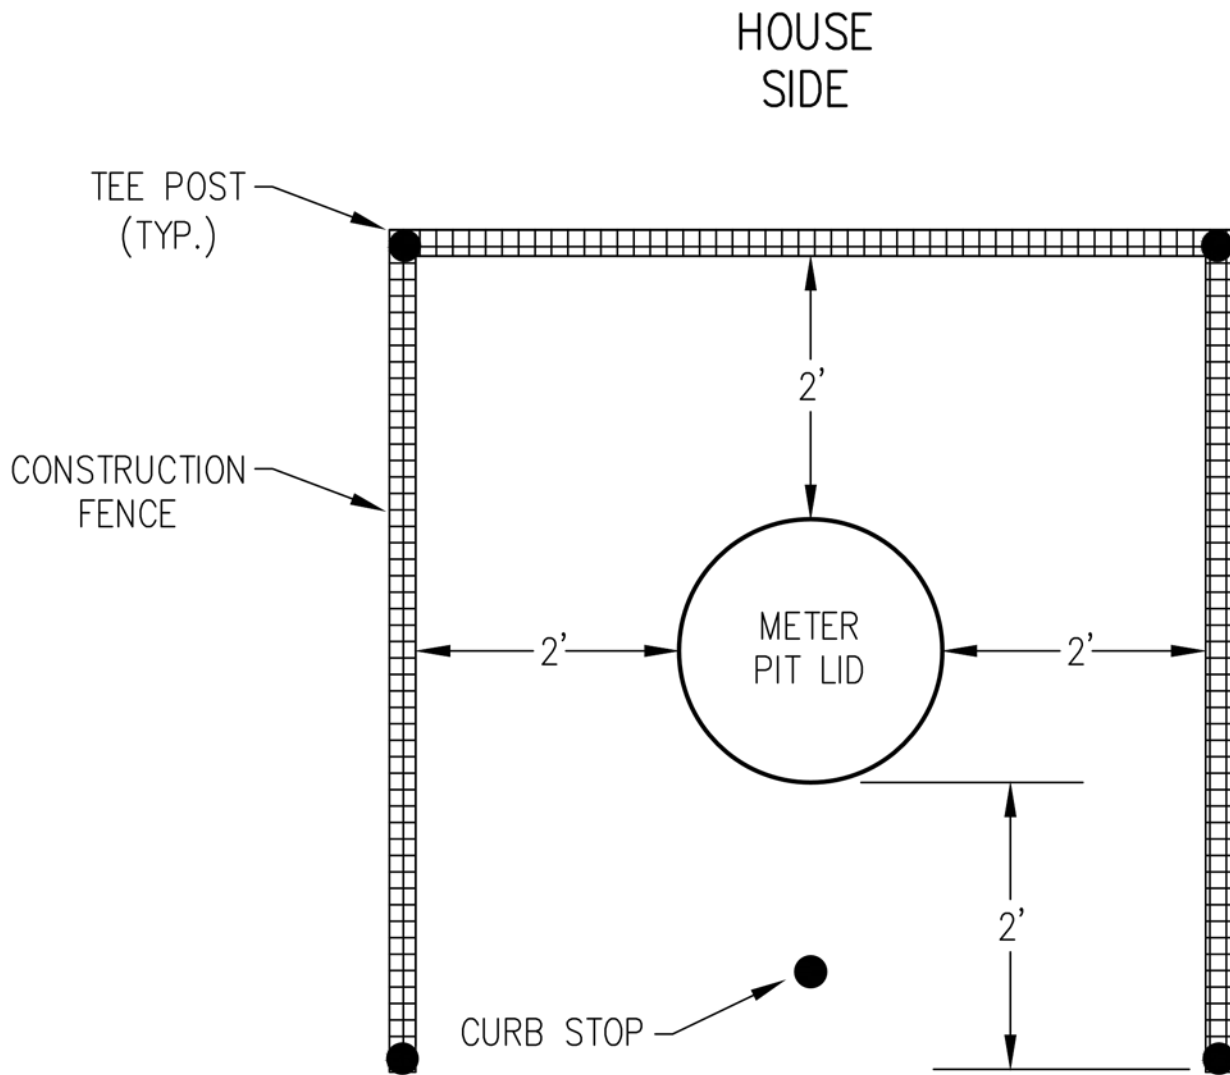 HOUSE
SIDE
TEE POST
(TYP.)
2'
CONSTRUCTION
FENCE
METER
PIT LID
2'
2'
2'
CURB STOP